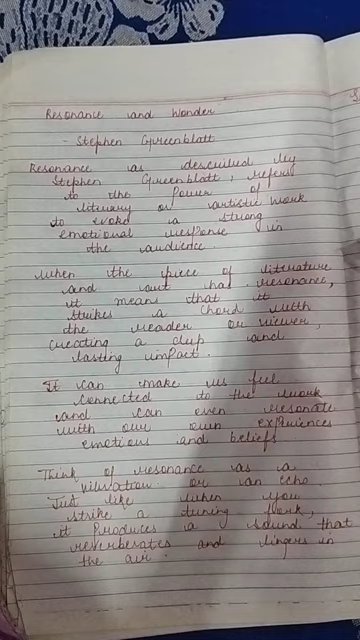 Resonance and Wonder
- Stephen Greenblatt
Resonance as described by
Stephen Greenblatt, refers
to the Power of
literary or artistic work
to evoke a strong
emotional response in
the audience.
When the piece of literature
and art has resonance,
it means that it
strikes a chord with
the reader or viewer,
creating a deep and
lasting impact.
It can make us feel
connected to the work
and can even resonate
with our own experiences
emotions and beliefs
Think of resonance as a
vibration or an echo.
Just like when you
strike a tuning fork,
it Produces a sound that
reverberates and lingers in
the air.